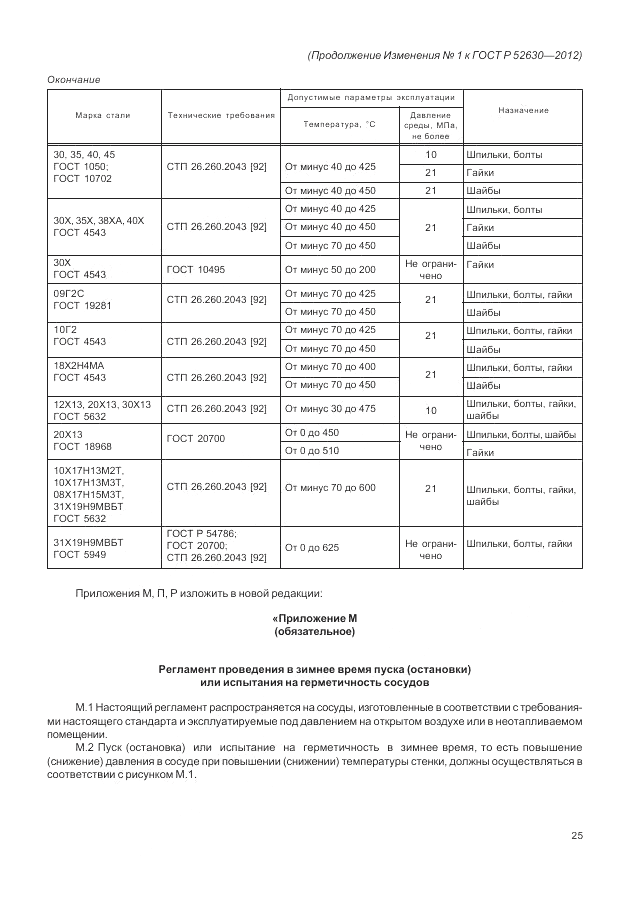 (Продолжение Изменения № 1 к ГОСТ Р 52630—2012)
Окончание
Марка стали
Технические требования
Допустимые параметры эксплуатации
Температура, °С
Давление
среды, МПа,
не более
Назначение
30, 35, 40, 45
ГОСТ 1050;
ГОСТ 10702
СТП 26.260.2043 [92]
От минус 40 до 425
10
Шпильки, болты
21
Гайки
От минус 40 до 450
21
Шайбы
30Х, 35Х, 38ХА, 40Х
ГОСТ 4543
СТП 26.260.2043 [92]
От минус 40 до 425
От минус 40 до 450
От минус 70 до 450
21
Шпильки, болты
Гайки
Шайбы
30Х
ГОСТ 4543
ГОСТ 10495
От минус 50 до 200
Не ограни-
чено
Гайки
09Г2С
ГОСТ 19281
СТП 26.260.2043 [92]
От минус 70 до 425
От минус 70 до 450
21
Шпильки, болты, гайки
Шайбы
10Г2
ГОСТ 4543
СТП 26.260.2043 [92]
От минус 70 до 425
От минус 70 до 450
21
Шпильки, болты, гайки
Шайбы
18Х2Н4МА
ГОСТ 4543
СТП 26.260.2043 [92]
От минус 70 до 400
От минус 70 до 450
21
Шпильки, болты, гайки
Шайбы
12Х13, 20Х13, 30Х13
ГОСТ 5632
СТП 26.260.2043 [92]
От минус 30 до 475
10
Шпильки, болты, гайки,
шайбы
20Х13
ГОСТ 18968
ГОСТ 20700
От 0 до 450
От 0 до 510
Не ограни-
чено
Шпильки, болты, шайбы
Гайки
10Х17Н13М2Т,
10Х17Н13М3Т,
08Х17Н15М3Т,
31Х19Н9МВБТ
ГОСТ 5632
СТП 26.260.2043 [92]
От минус 70 до 600
21
Шпильки, болты, гайки,
шайбы
31Х19Н9МВБТ
ГОСТ 5949
ГОСТ Р 54786;
ГОСТ 20700;
СТП 26.260.2043 [92]
От 0 до 625
Не ограни-
чено
Шпильки, болты, гайки
Приложения М, П, Р изложить в новой редакции:
«Приложение М
(обязательное)
Регламент проведения в зимнее время пуска (остановки)
или испытания на герметичность сосудов
М.1 Настоящий регламент распространяется на сосуды, изготовленные в соответствии с требования-
ми настоящего стандарта и эксплуатируемые под давлением на открытом воздухе или в неотапливаемом
помещении.
М.2 Пуск (остановка) или испытание на герметичность в зимнее время, то есть повышение
(снижение) давления в сосуде при повышении (снижении) температуры стенки, должны осуществляться в
соответствии с рисунком М.1.
25